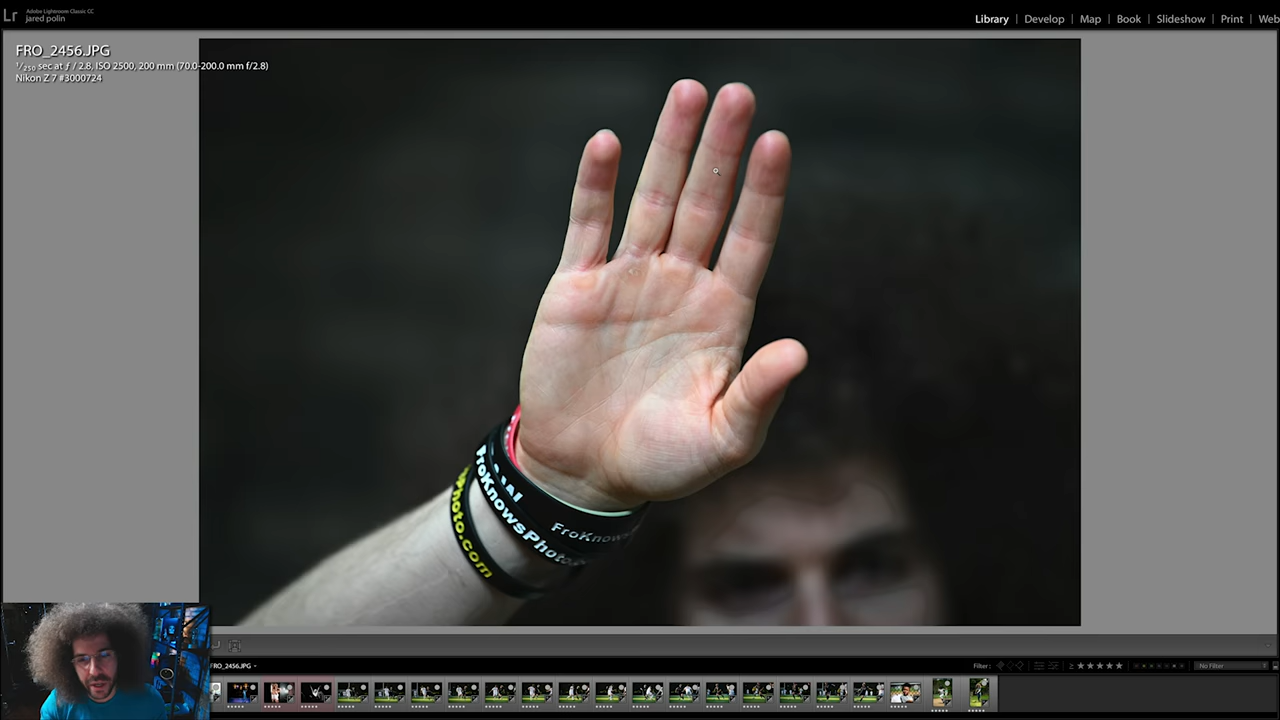 Lr
Adobe Lightroom Classic CC
jared polin
Library | Develop | Map | Book | Slideshow | Print | Web
FRO_2456.JPG
1/250 sec at ƒ / 2.8, ISO 2500, 200 mm (70.0-200.0 mm f/2.8)
Nikon Z 7 #3000724
FroKnowsPhoto
FroKnows
Photo.com
FRO_2456.JPG
Filter :
No Filter